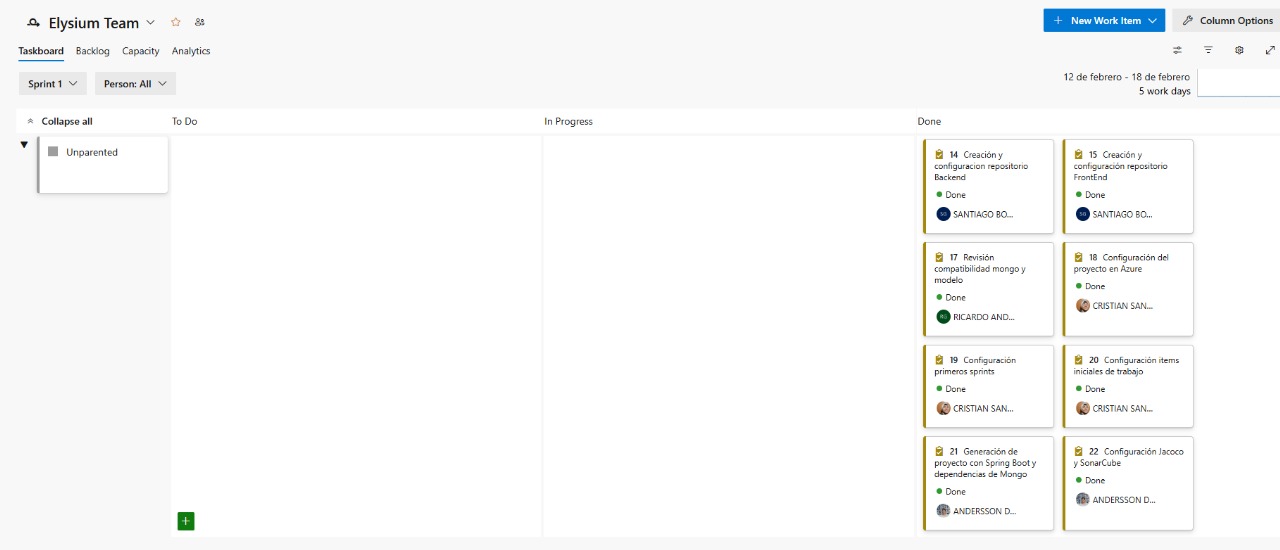 Elysium Team
New Work Item
Column Options
Taskboard Backlog Capacity Analytics
Sprint 1 Person: All
12 de febrero - 18 de febrero
5 work days
Collapse all To Do In Progress Done
Unparented
14 Creación y
configuracion repositorio
Backend
Done
SG SANTIAGO BO...
15 Creación y
configuración repositorio
FrontEnd
Done
SG SANTIAGO BO...
17 Revisión
compatibilidad mongo y
modelo
Done
RG RICARDO AND...
18 Configuración del
proyecto en Azure
Done
CRISTIAN SAN...
19 Configuración
primeros sprints
Done
CRISTIAN SAN...
20 Configuración items
iniciales de trabajo
Done
CRISTIAN SAN...
21 Generación de
proyecto con Spring Boot y
dependencias de Mongo
Done
ANDERSSON D...
22 Configuración Jacoco
y SonarCube
Done
ANDERSSON D...